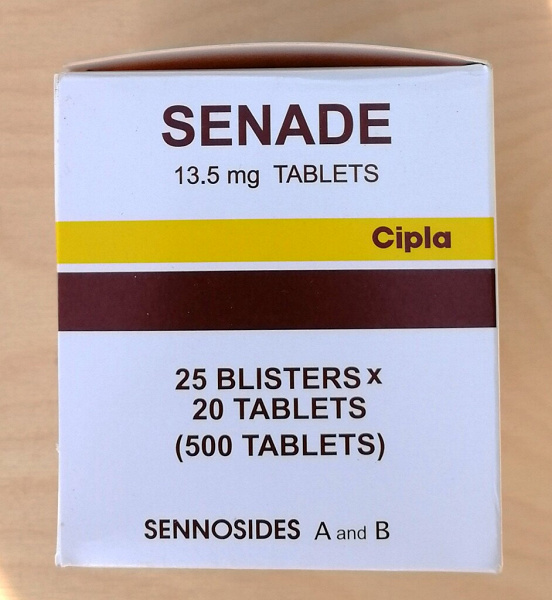 SENADE
13.5 mg TABLETS
Cipla
25 BLISTERS x
20 TABLETS
(500 TABLETS)
SENNOSIDES A and B